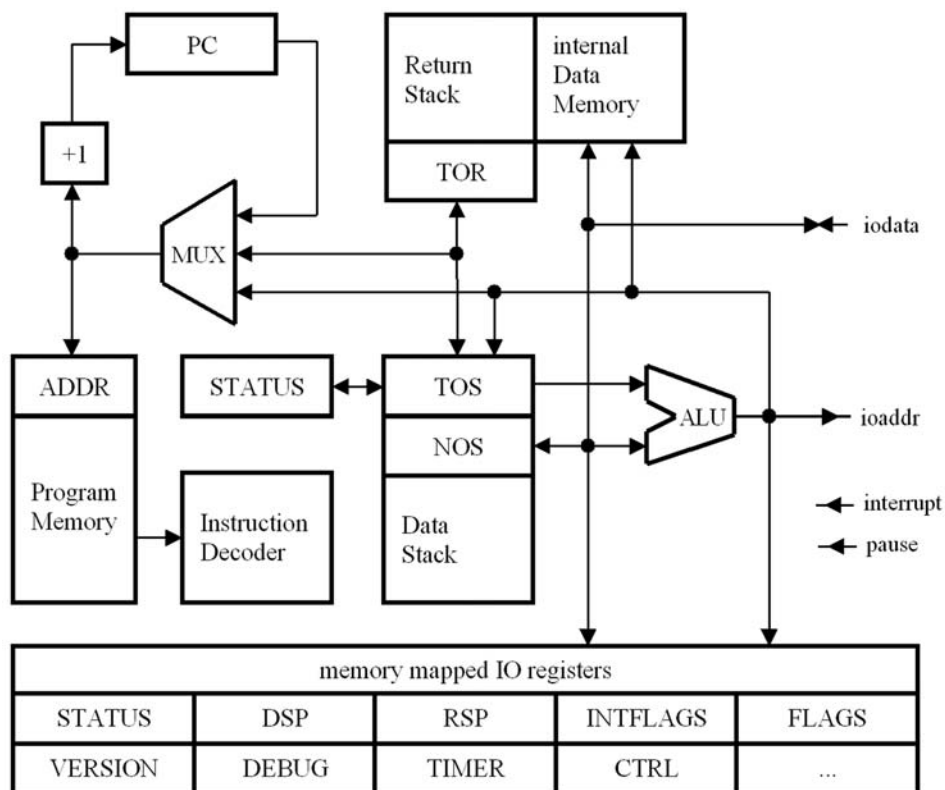 PC
Return
Stack
internal
Data
Memory
+1
TOR
MUX
iodata
ADDR
STATUS
TOS
ALU
ioaddr
NOS
Program
Memory
Instruction
Decoder
Data
Stack
interrupt
pause
memory mapped IO registers
STATUS DSP RSP INTFLAGS FLAGS
VERSION DEBUG TIMER CTRL ...